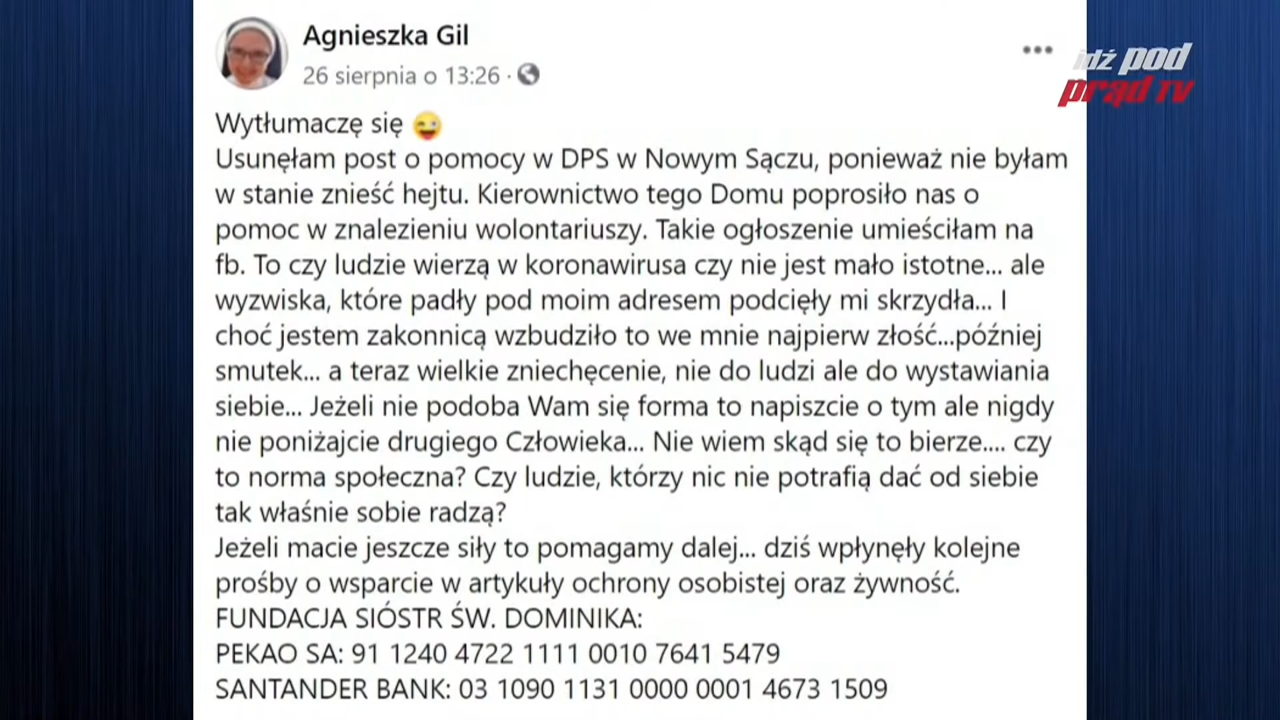 Agnieszka Gil
26 sierpnia o 13:26 ·
idź pod
prąd TV
Wytłumaczę się 😜
Usunęłam post o pomocy w DPS w Nowym Sączu, ponieważ nie byłam
w stanie znieść hejtu. Kierownictwo tego Domu poprosiło nas o
pomoc w znalezieniu wolontariuszy. Takie ogłoszenie umieściłam na
fb. To czy ludzie wierzą w koronawirusa czy nie jest mało istotne... ale
wyzwiska, które padły pod moim adresem podcięły mi skrzydła... I
choć jestem zakonnicą wzbudziło to we mnie najpierw złość...później
smutek... a teraz wielkie zniechęcenie, nie do ludzi ale do wystawiania
siebie... Jeżeli nie podoba Wam się forma to napiszcie o tym ale nigdy
nie poniżajcie drugiego Człowieka... Nie wiem skąd się to bierze.... czy
to norma społeczna? Czy ludzie, którzy nic nie potrafią dać od siebie
tak właśnie sobie radzą?
Jeżeli macie jeszcze siły to pomagamy dalej... dziś wpłynęły kolejne
prośby o wsparcie w artykuły ochrony osobistej oraz żywność.
FUNDACJA SIÓSTR ŚW. DOMINIKA:
PEKAO SA: 91 1240 4722 1111 0010 7641 5479
SANTANDER BANK: 03 1090 1131 0000 0001 4673 1509